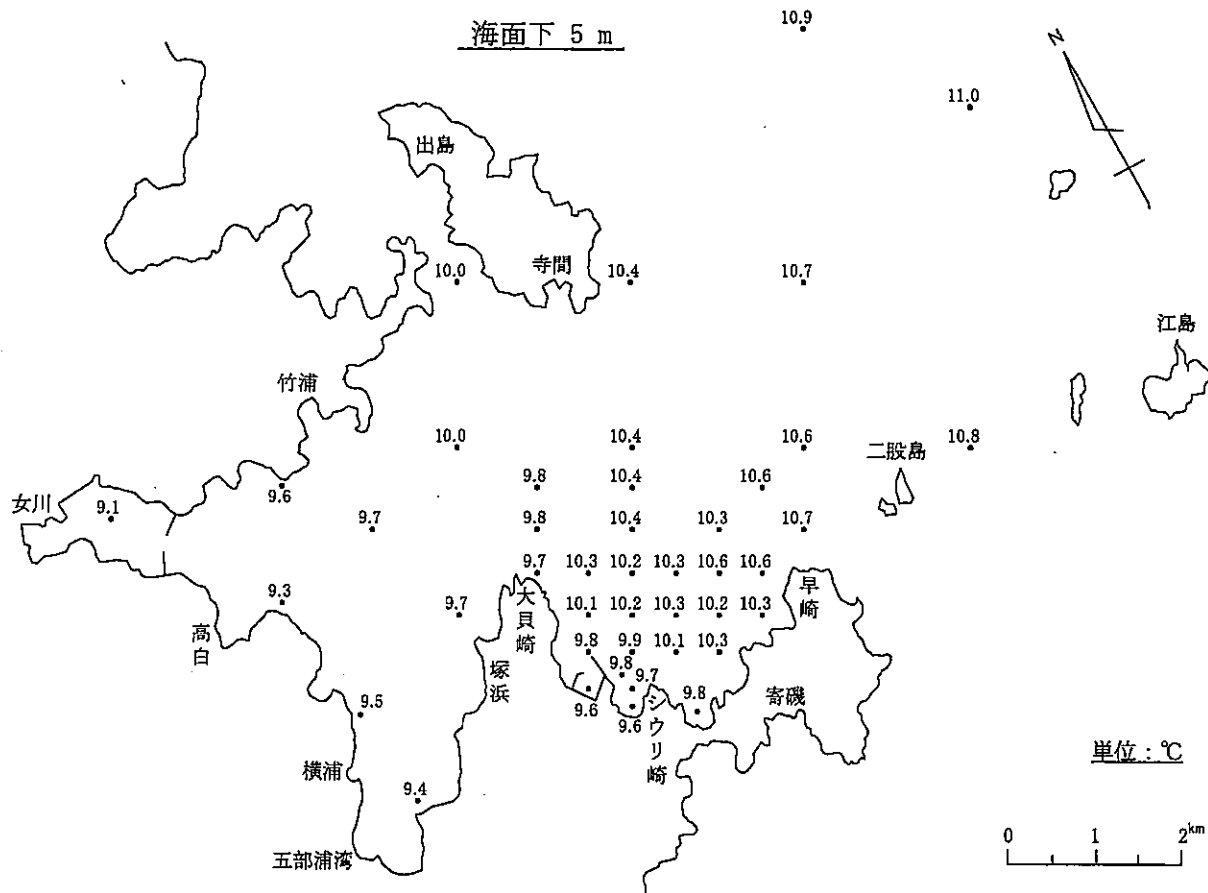 海面下 5 m
10.9
N
11.0
出島
寺間
10.0
10.4
10.7
江島
竹浦
10.0
10.4
10.6
10.8
二股島
9.8
10.4
10.6
女川
9.1
9.6
9.7
9.8
10.4
10.3
10.7
9.7
10.3
10.2
10.3
10.6
10.6
大貝崎
早崎
9.3
9.7
10.1
10.2
10.3
10.2
10.3
高白
9.8
9.9
10.1
10.3
塚浜
9.8
9.7
9.5
9.6
9.6
9.8
シウリ崎
寄磯
横浦
単位：℃
9.4
五部浦湾
0 1 2km